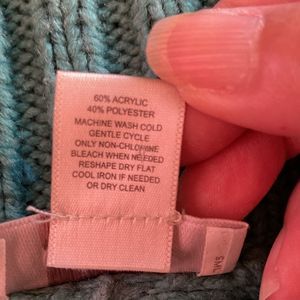 60% ACRYLIC
40% POLYESTER
MACHINE WASH COLD
GENTLE CYCLE
ONLY NON-CHLORINE
BLEACH WHEN NEEDED
RESHAPE DRY FLAT
COOL IRON IF NEEDED
OR DRY CLEAN